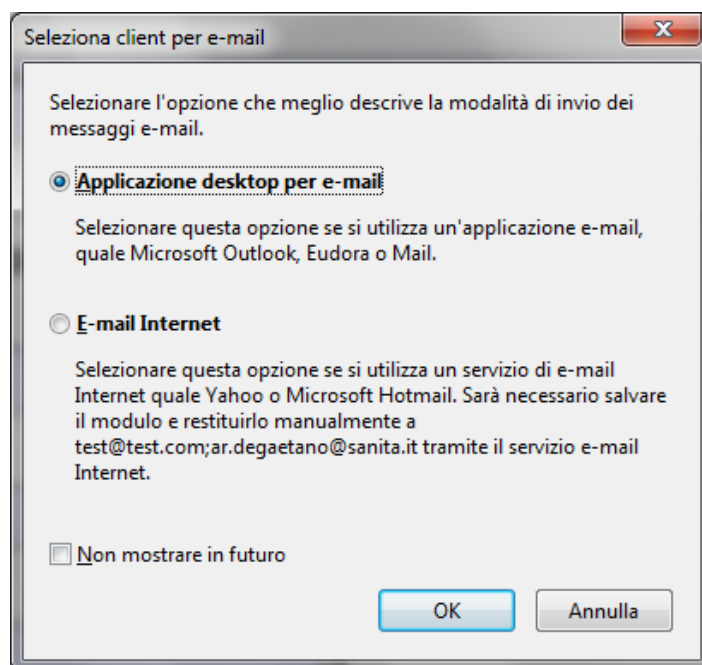 Seleziona client per e-mail
Selezionare l'opzione che meglio descrive la modalità di invio dei
messaggi e-mail.
Applicazione desktop per e-mail
Selezionare questa opzione se si utilizza un'applicazione e-mail,
quale Microsoft Outlook, Eudora o Mail.
E-mail Internet
Selezionare questa opzione se si utilizza un servizio di e-mail
Internet quale Yahoo o Microsoft Hotmail. Sarà necessario salvare
il modulo e restituirlo manualmente a
test@test.com;ar.degaetano@sanita.it tramite il servizio e-mail
Internet.
Non mostrare in futuro
OK Annulla